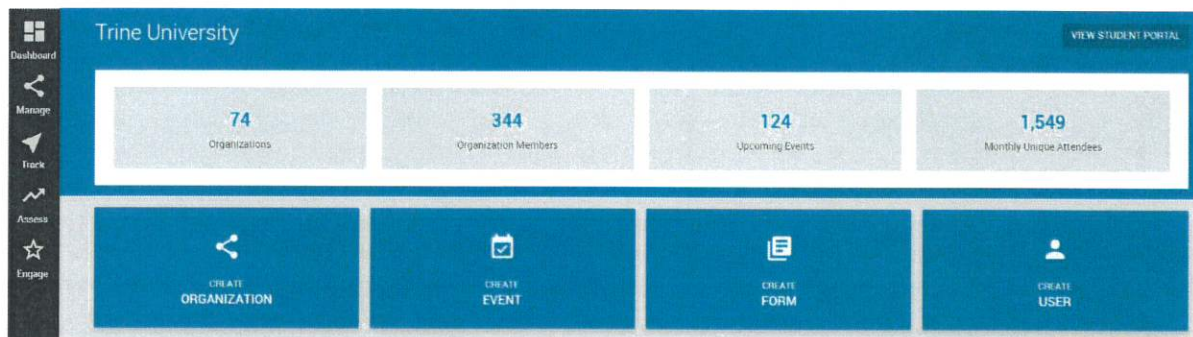 Trine University
VIEW STUDENT PORTAL
Dashboard
Manage
Track
Assess
Engage
74
Organizations
344
Organization Members
124
Upcoming Events
1,549
Monthly Unique Attendees
CREATE
ORGANIZATION
CREATE
EVENT
CREATE
FORM
CREATE
USER